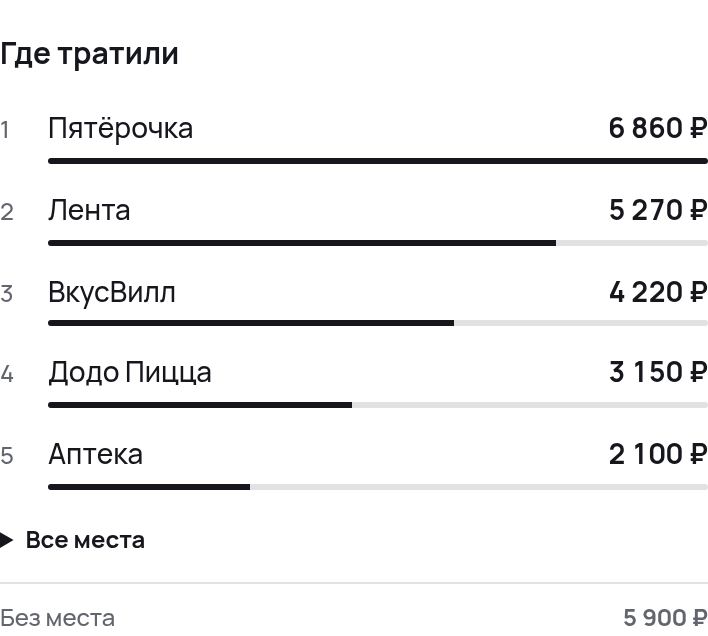 Где тратили
1 Пятёрочка 6 860 ₽
2 Лента 5 270 ₽
3 ВкусВилл 4 220 ₽
4 Додо Пицца 3 150 ₽
5 Аптека 2 100 ₽
Все места
Без места 5 900 ₽